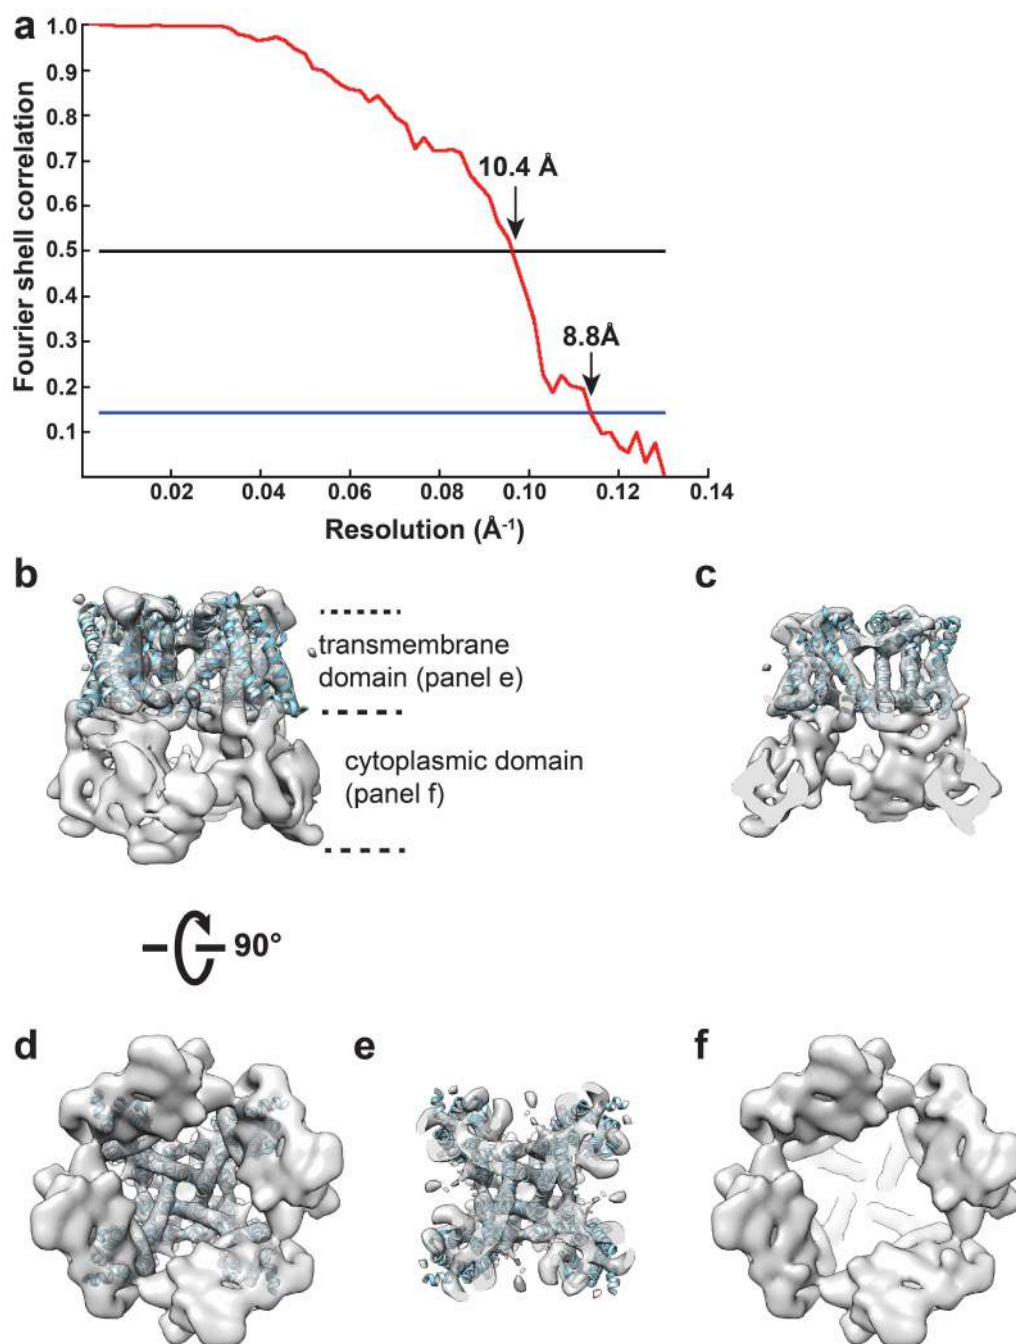 a
1.0
0.9
0.8
0.7
0.6
0.5
0.4
0.3
0.2
0.1
Fourier shell correlation
10.4 Å
8.8Å
0.02 0.04 0.06 0.08 0.10 0.12 0.14
Resolution (Å⁻¹)
b
transmembrane
domain (panel e)
cytoplasmic domain
(panel f)
c
90°
d
e
f